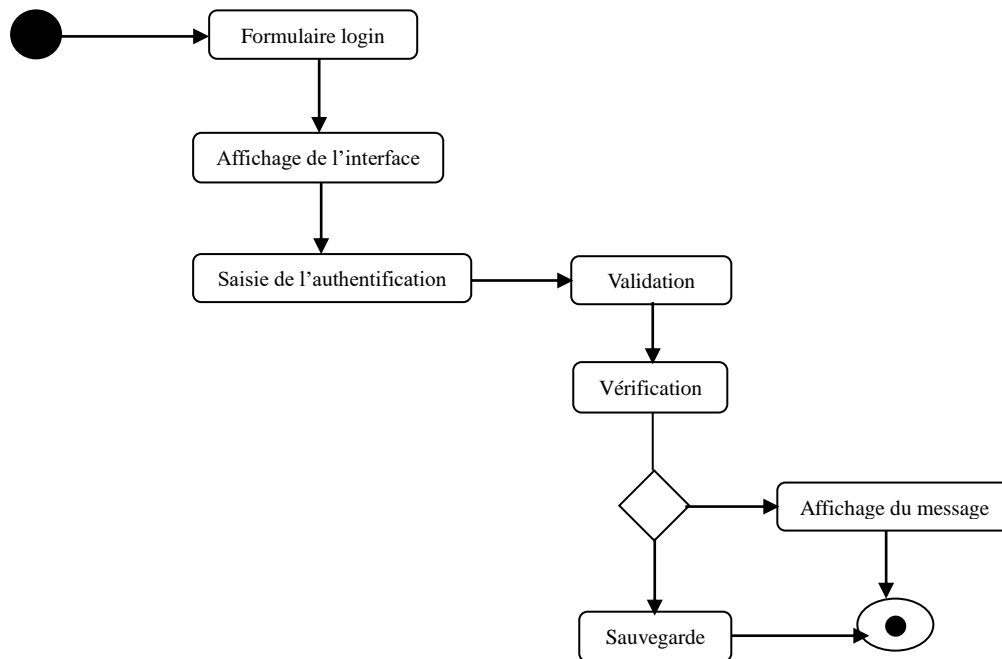 Formulaire login
Affichage de l’interface
Saisie de l’authentification
Validation
Vérification
Affichage du message
Sauvegarde